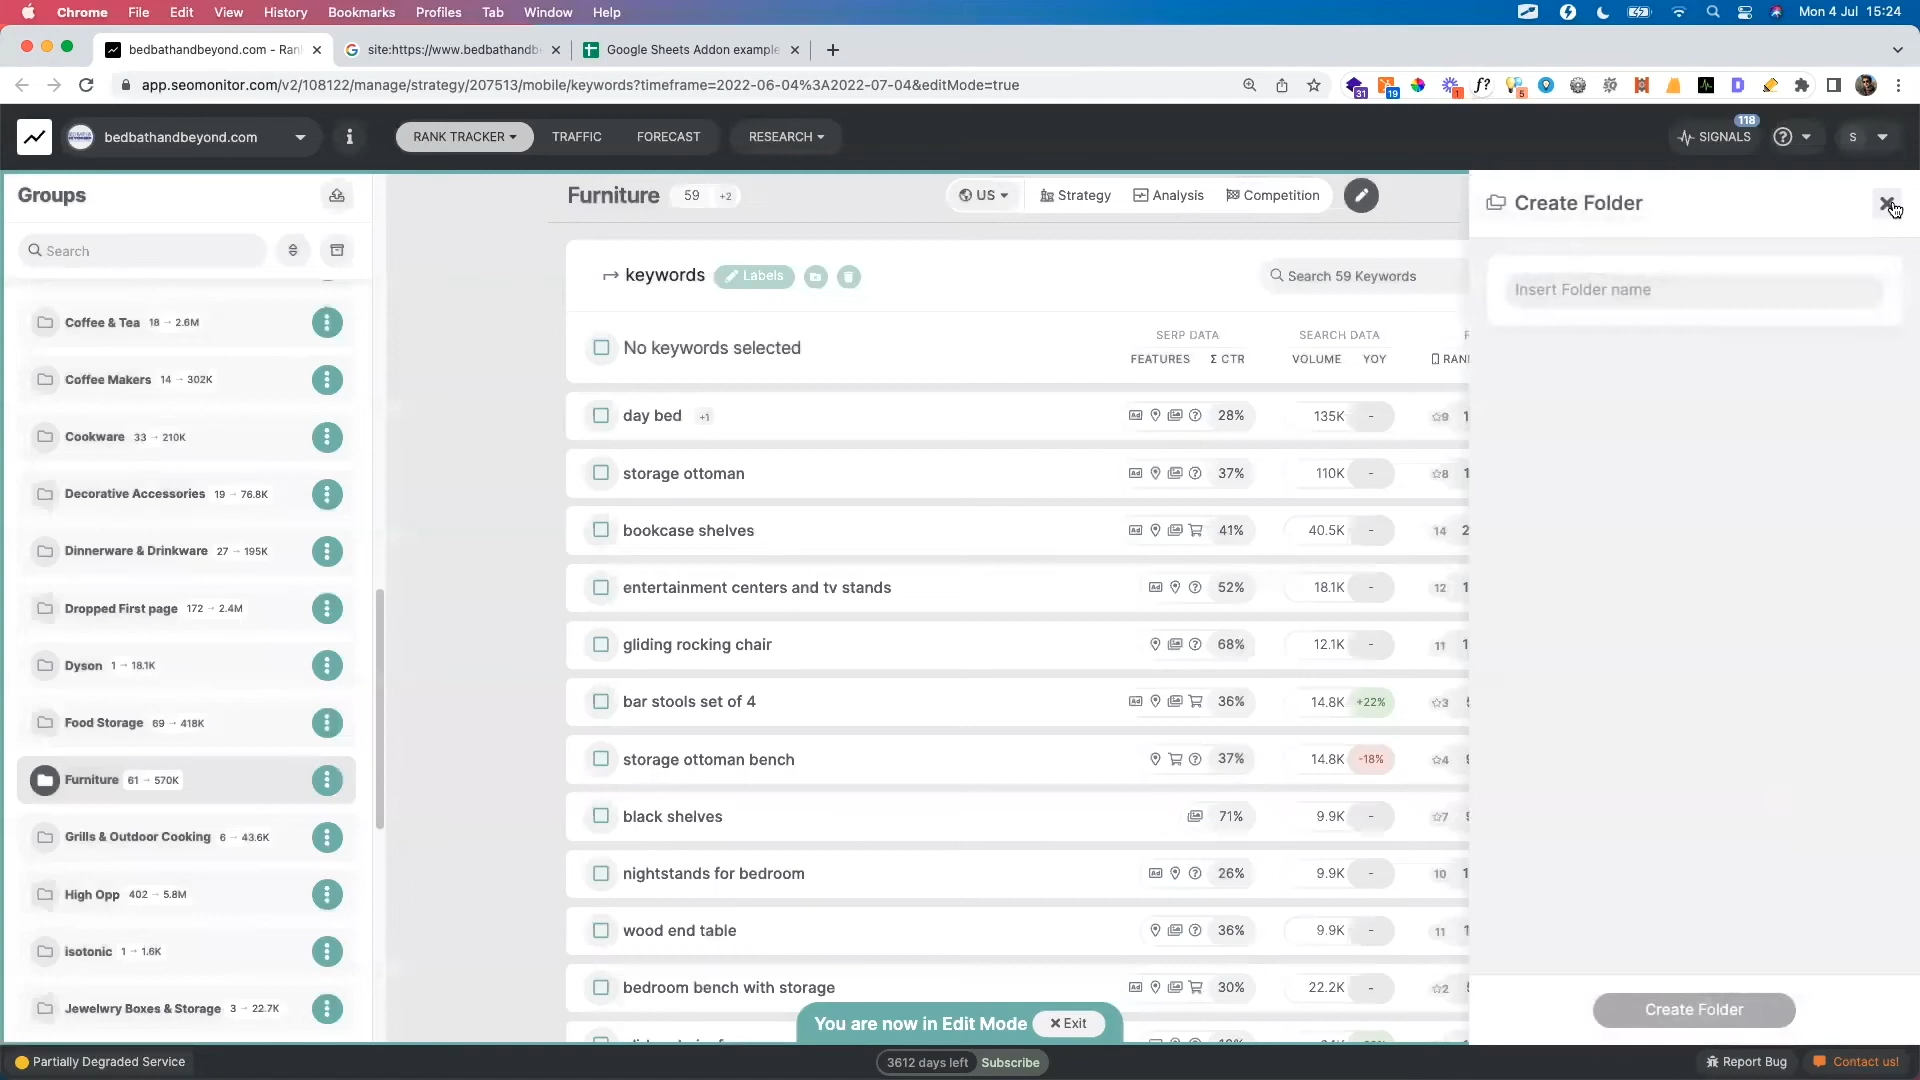 Chrome File Edit View History Bookmarks Profiles Tab Window Help Mon 4 Jul 15:24
bedbathandbeyond.com - Ran site:https://www.bedbathandb Google Sheets Addon example
app.seomonitor.com/v2/108122/manage/strategy/207513/mobile/keywords?timeframe=2022-06-04%3A2022-07-04&editMode=true
31 19 1 f? 5
bedbathandbeyond.com RANK TRACKER TRAFFIC FORECAST RESEARCH 118 SIGNALS S
Groups
Search
Coffee & Tea 18 → 2.6M
Coffee Makers 14 → 302K
Cookware 33 → 210K
Decorative Accessories 19 → 76.8K
Dinnerware & Drinkware 27 → 195K
Dropped First page 172 → 2.4M
Dyson 1 → 18.1K
Food Storage 69 → 418K
Furniture 61 → 570K
Grills & Outdoor Cooking 6 → 43.6K
High Opp 402 → 5.8M
isotonic 1 → 1.6K
Jewelwry Boxes & Storage 3 → 22.7K
Furniture 59 +2 US Strategy Analysis Competition
keywords Labels Search 59 Keywords
No keywords selected
SERP DATA SEARCH DATA
FEATURES Σ CTR VOLUME YOY RAN
day bed +1 Ad 28% 135K - 9
storage ottoman Ad 37% 110K - 8
bookcase shelves Ad 41% 40.5K - 14 2
entertainment centers and tv stands Ad 52% 18.1K - 12
gliding rocking chair 68% 12.1K - 11
bar stools set of 4 Ad 36% 14.8K +22% 3
storage ottoman bench 37% 14.8K -18% 4
black shelves 71% 9.9K - 7
nightstands for bedroom Ad 26% 9.9K - 10
wood end table 36% 9.9K - 11
bedroom bench with storage Ad 30% 22.2K - 2
Create Folder
Insert Folder name
Create Folder
You are now in Edit Mode Exit
Partially Degraded Service 3612 days left Subscribe Report Bug Contact us!